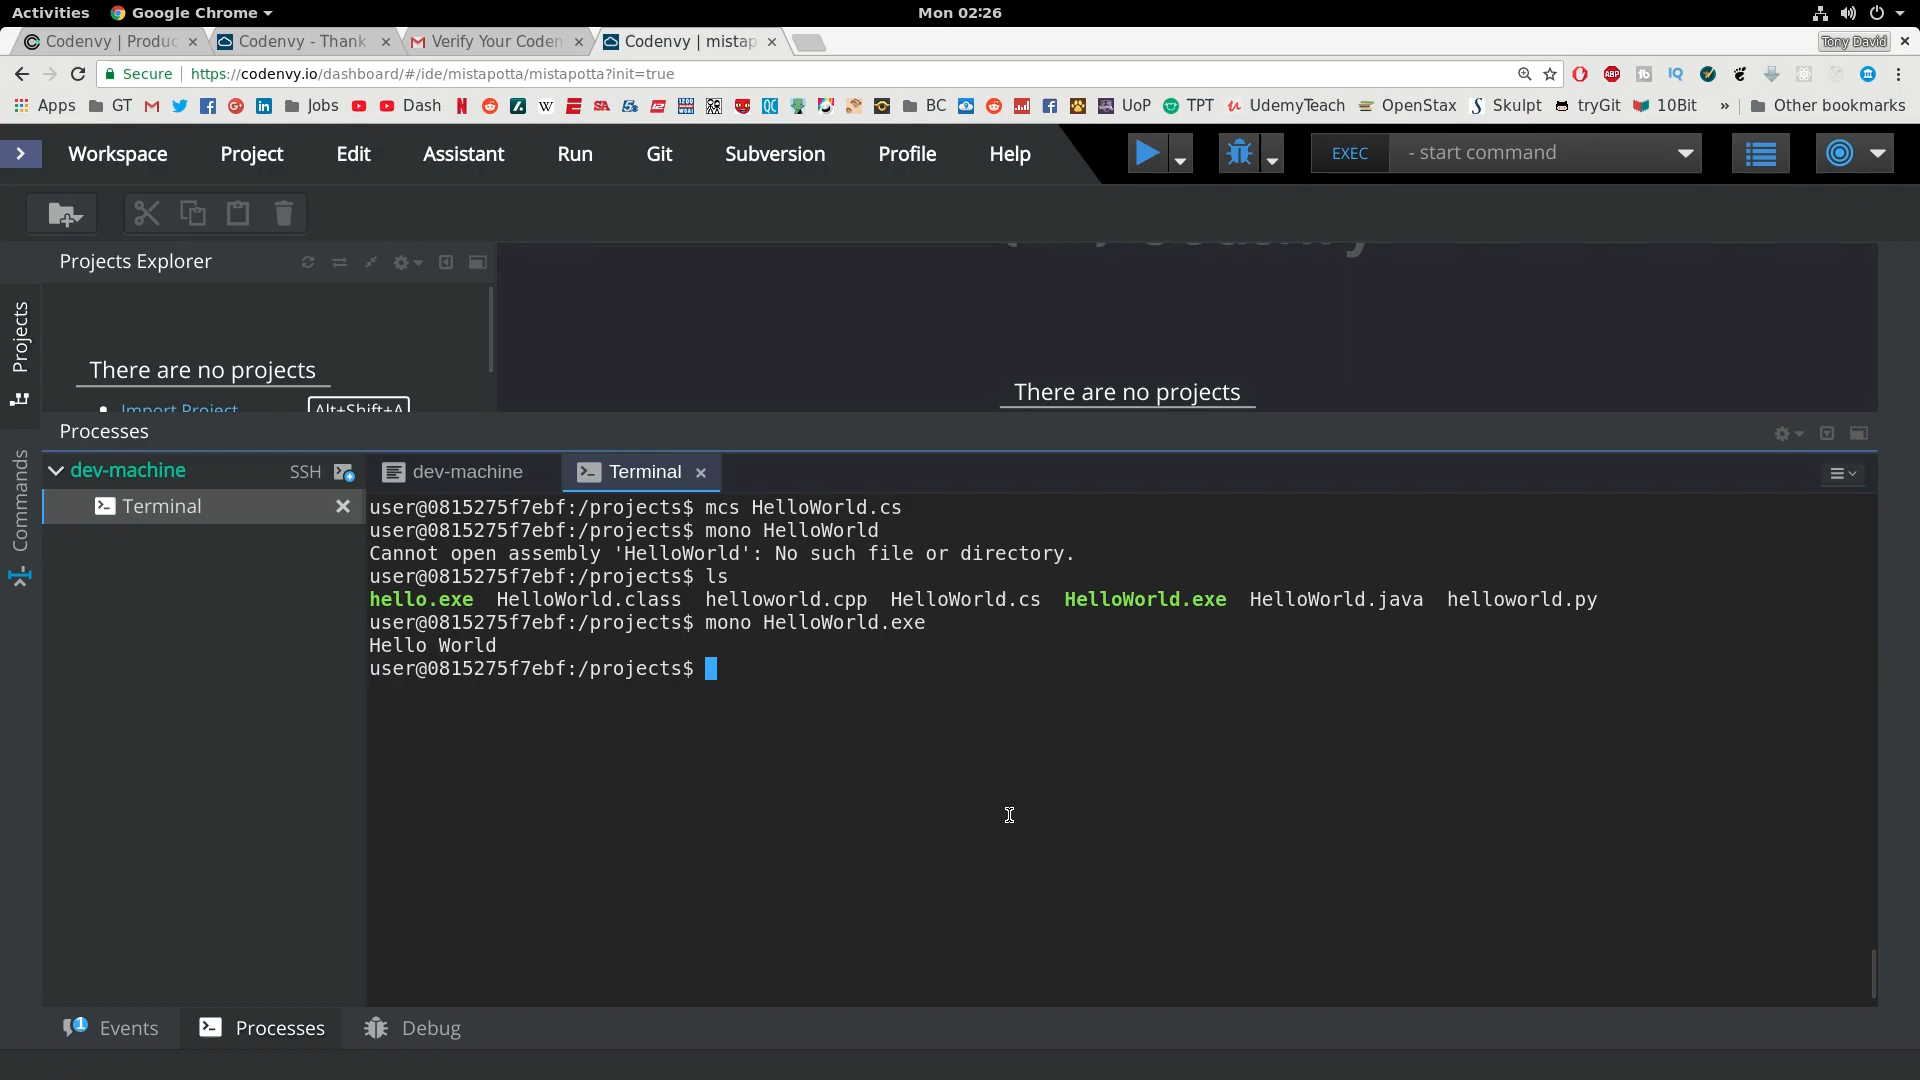 Activities Google Chrome Mon 02:26
Codenvy | Produc Codenvy - Thank Verify Your Coden Codenvy | mistap Tony David
Secure https://codenvy.io/dashboard/#/ide/mistapotta/mistapotta?init=true
Apps GT Jobs Dash BC UoP TPT UdemyTeach OpenStax Skulpt tryGit 10Bit » Other bookmarks
Workspace Project Edit Assistant Run Git Subversion Profile Help EXEC - start command
Projects Explorer
Projects
There are no projects
There are no projects
Import Project Alt+Shift+A
Processes
Commands
dev-machine SSH dev-machine Terminal
Terminal
user@0815275f7ebf:/projects$ mcs HelloWorld.cs
user@0815275f7ebf:/projects$ mono HelloWorld
Cannot open assembly 'HelloWorld': No such file or directory.
user@0815275f7ebf:/projects$ ls
hello.exe HelloWorld.class helloworld.cpp HelloWorld.cs HelloWorld.exe HelloWorld.java helloworld.py
user@0815275f7ebf:/projects$ mono HelloWorld.exe
Hello World
user@0815275f7ebf:/projects$
1 Events Processes Debug